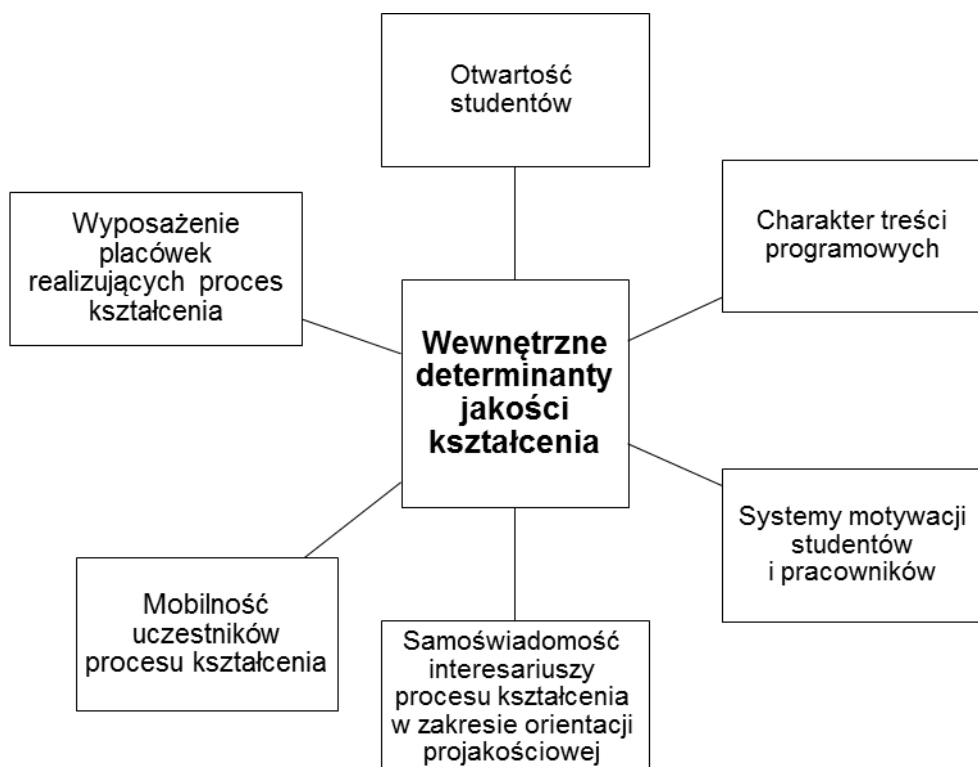 Otwartość
studentów
Wyposażenie
placówek
realizujących proces
kształcenia
Charakter treści
programowych
Wewnętrzne
determinanty
jakości
kształcenia
Systemy motywacji
studentów
i pracowników
Mobilność
uczestników
procesu kształcenia
Samoświadomość
interesariuszy
procesu kształcenia
w zakresie orientacji
projakościowej